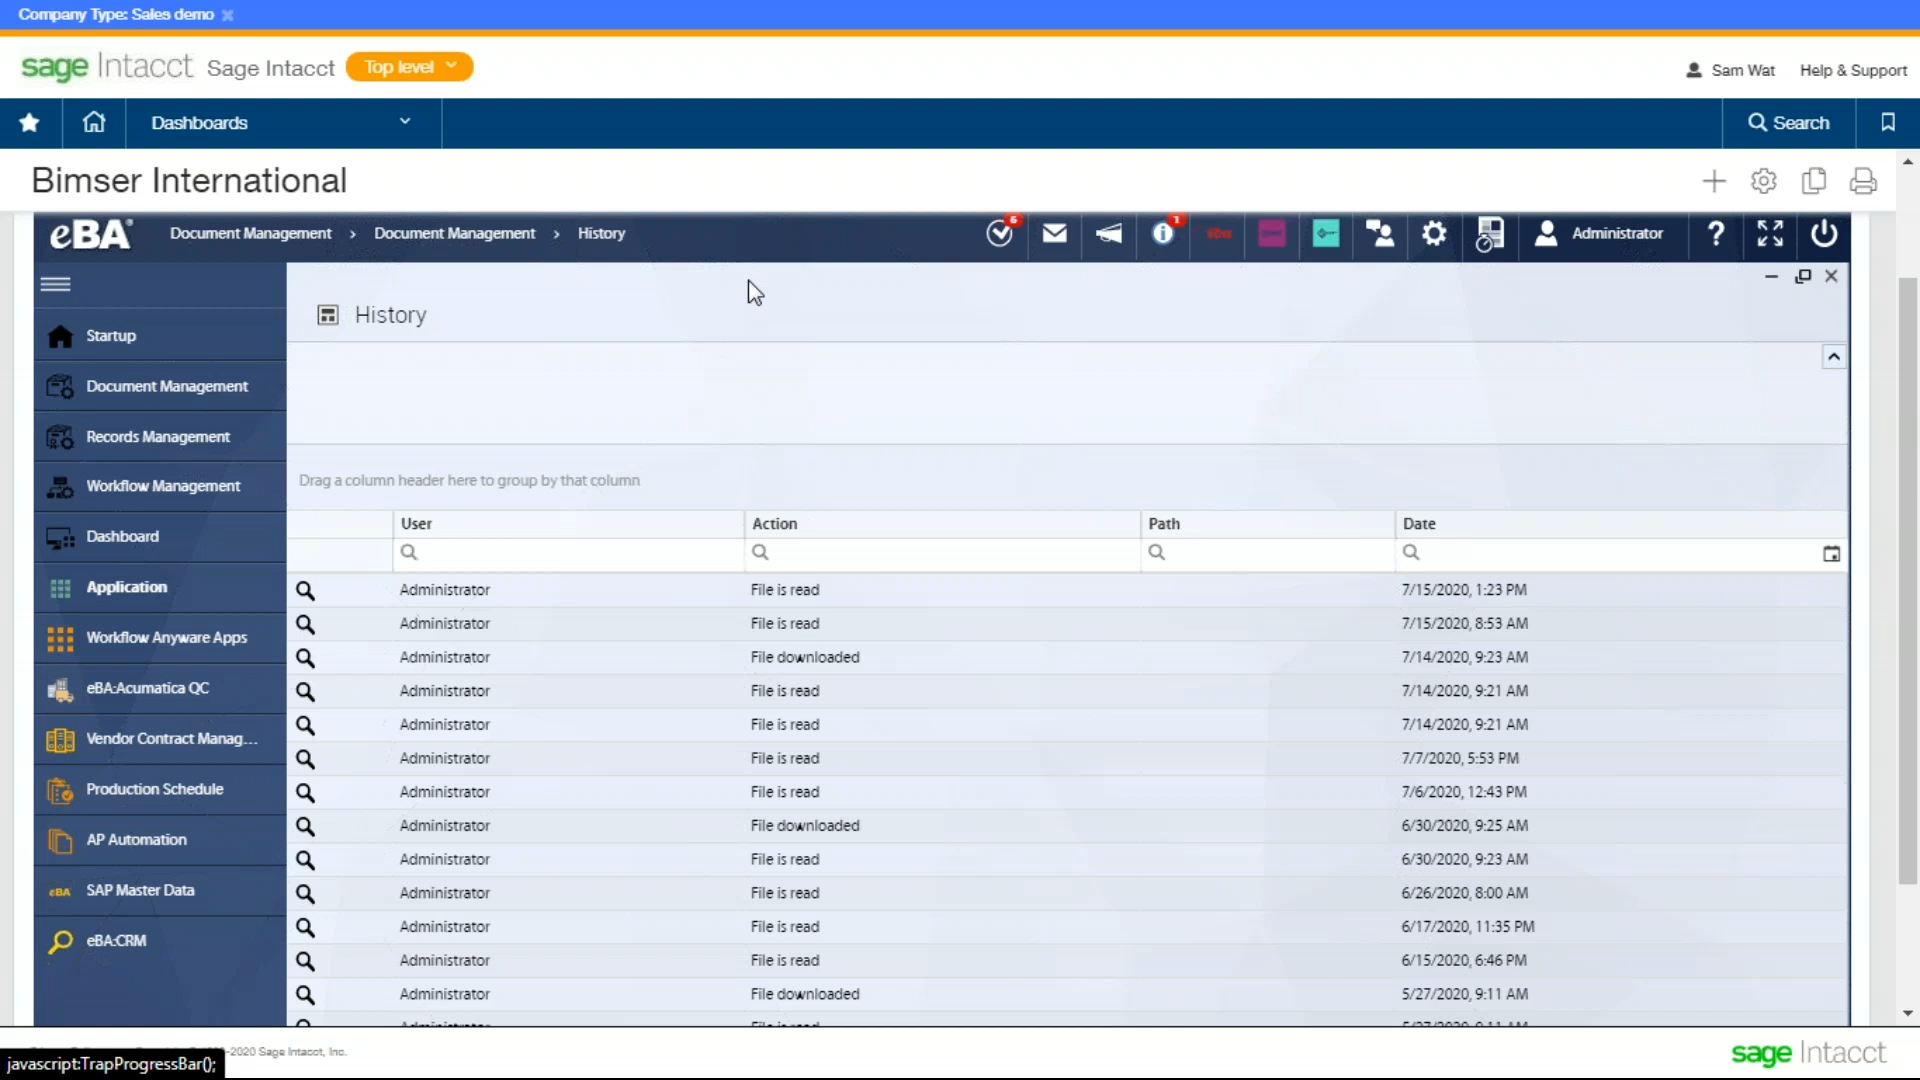 Company Type: Sales demo
sage Intacct Sage Intacct Top level
Sam Wat Help & Support
Dashboards
Search
Bimser International
eBA Document Management > Document Management > History
6
1
Administrator
?
History
Startup
Document Management
Records Management
Workflow Management
Dashboard
Application
Workflow Anyware Apps
eBA:Acumatica QC
Vendor Contract Manag...
Production Schedule
AP Automation
eBA SAP Master Data
eBA:CRM
Drag a column header here to group by that column
User Action Path Date
Administrator File is read 7/15/2020, 1:23 PM
Administrator File is read 7/15/2020, 8:53 AM
Administrator File downloaded 7/14/2020, 9:23 AM
Administrator File is read 7/14/2020, 9:21 AM
Administrator File is read 7/14/2020, 9:21 AM
Administrator File is read 7/7/2020, 5:53 PM
Administrator File is read 7/6/2020, 12:43 PM
Administrator File downloaded 6/30/2020, 9:25 AM
Administrator File is read 6/30/2020, 9:23 AM
Administrator File is read 6/26/2020, 8:00 AM
Administrator File is read 6/17/2020, 11:35 PM
Administrator File is read 6/15/2020, 6:46 PM
Administrator File downloaded 5/27/2020, 9:11 AM
-2020 Sage Intacct, Inc.
javascript:TrapProgressBar();
sage Intacct